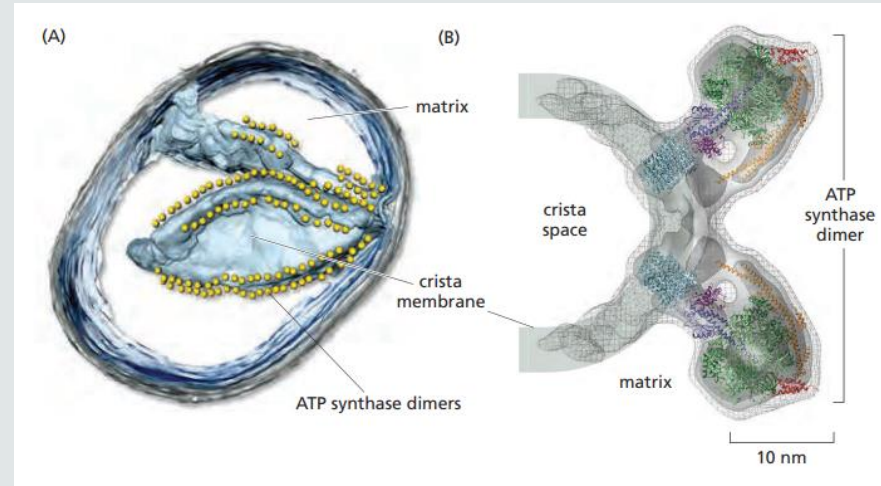 (A)
matrix
crista
membrane
ATP synthase dimers
(B)
crista
space
matrix
ATP
synthase
dimer
10 nm